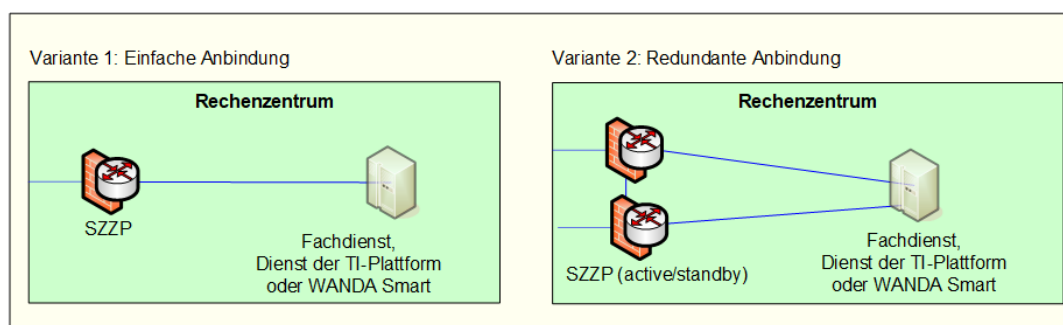 Variante 1: Einfache Anbindung
Rechenzentrum
SZZP
Fachdienst,
Dienst der TI-Plattform
oder WANDA Smart
Variante 2: Redundante Anbindung
Rechenzentrum
SZZP (active/standby)
Fachdienst,
Dienst der TI-Plattform
oder WANDA Smart